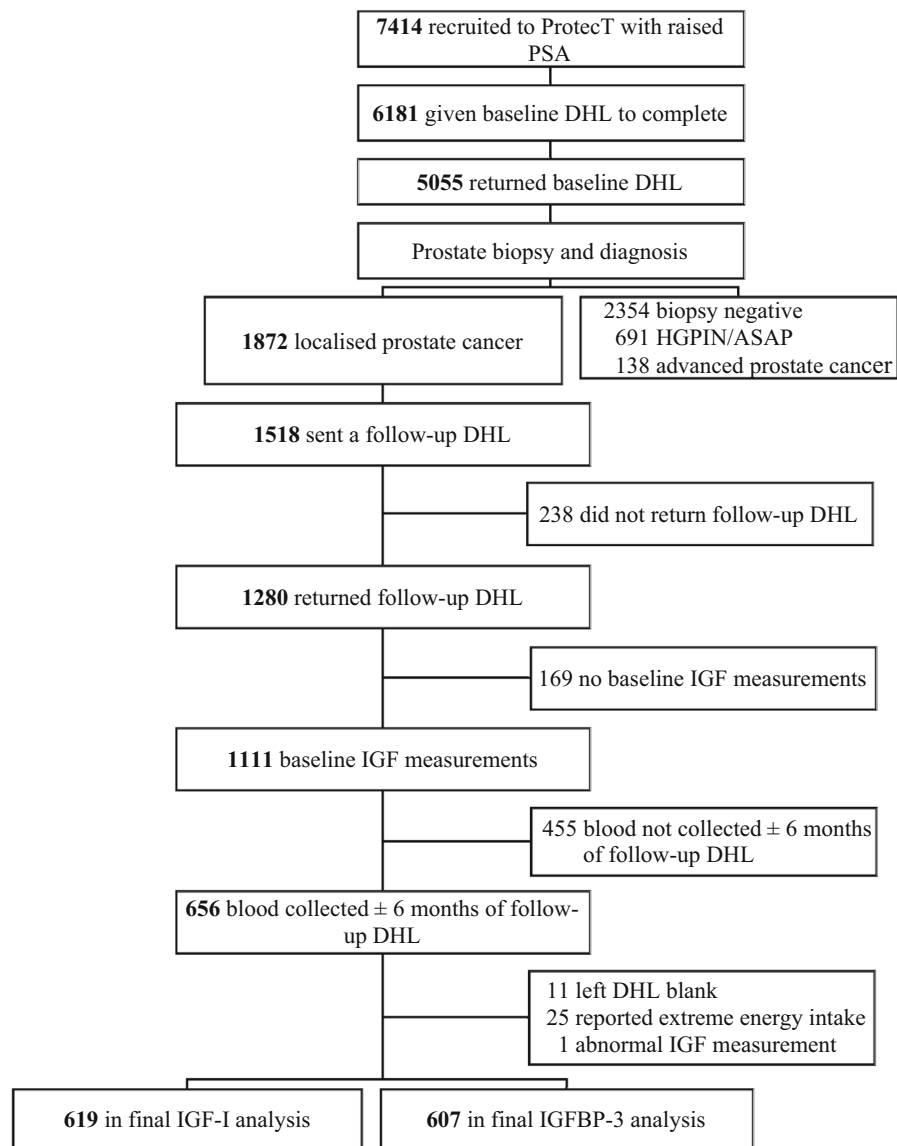 7414 recruited to ProtecT with raised
PSA
6181 given baseline DHL to complete
5055 returned baseline DHL
Prostate biopsy and diagnosis
1872 localised prostate cancer
2354 biopsy negative
691 HGPIN/ASAP
138 advanced prostate cancer
1518 sent a follow-up DHL
238 did not return follow-up DHL
1280 returned follow-up DHL
169 no baseline IGF measurements
1111 baseline IGF measurements
455 blood not collected ± 6 months
of follow-up DHL
656 blood collected ± 6 months of follow-
up DHL
11 left DHL blank
25 reported extreme energy intake
1 abnormal IGF measurement
619 in final IGF-I analysis
607 in final IGFBP-3 analysis